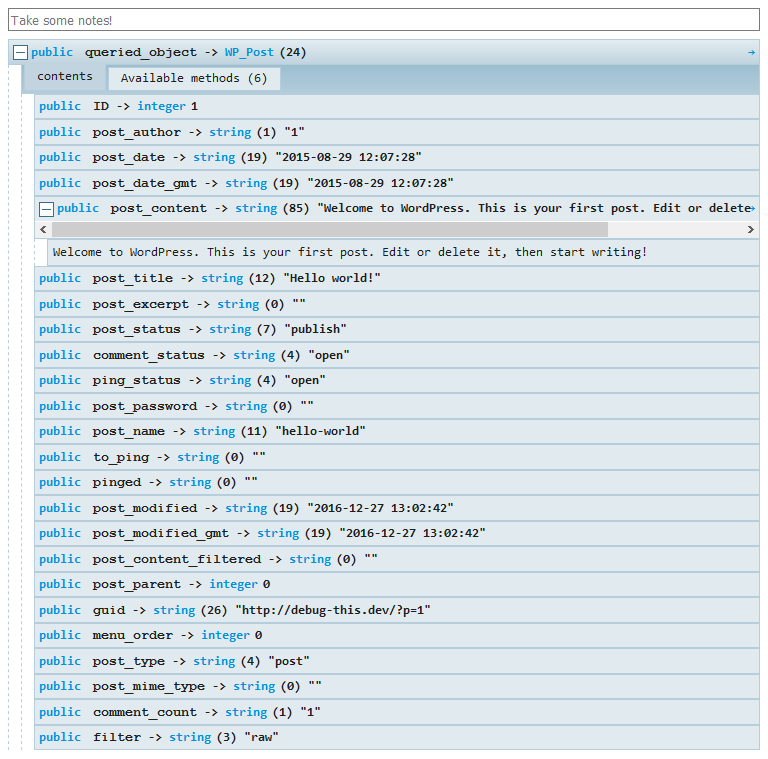 Take some notes!
public queried_object -> WP_Post (24) →
contents Available methods (6)
public ID -> integer 1
public post_author -> string (1) "1"
public post_date -> string (19) "2015-08-29 12:07:28"
public post_date_gmt -> string (19) "2015-08-29 12:07:28"
public post_content -> string (85) "Welcome to WordPress. This is your first post. Edit or delete→
Welcome to WordPress. This is your first post. Edit or delete it, then start writing!
public post_title -> string (12) "Hello world!"
public post_excerpt -> string (0) ""
public post_status -> string (7) "publish"
public comment_status -> string (4) "open"
public ping_status -> string (4) "open"
public post_password -> string (0) ""
public post_name -> string (11) "hello-world"
public to_ping -> string (0) ""
public pinged -> string (0) ""
public post_modified -> string (19) "2016-12-27 13:02:42"
public post_modified_gmt -> string (19) "2016-12-27 13:02:42"
public post_content_filtered -> string (0) ""
public post_parent -> integer 0
public guid -> string (26) "http://debug-this.dev/?p=1"
public menu_order -> integer 0
public post_type -> string (4) "post"
public post_mime_type -> string (0) ""
public comment_count -> string (1) "1"
public filter -> string (3) "raw"